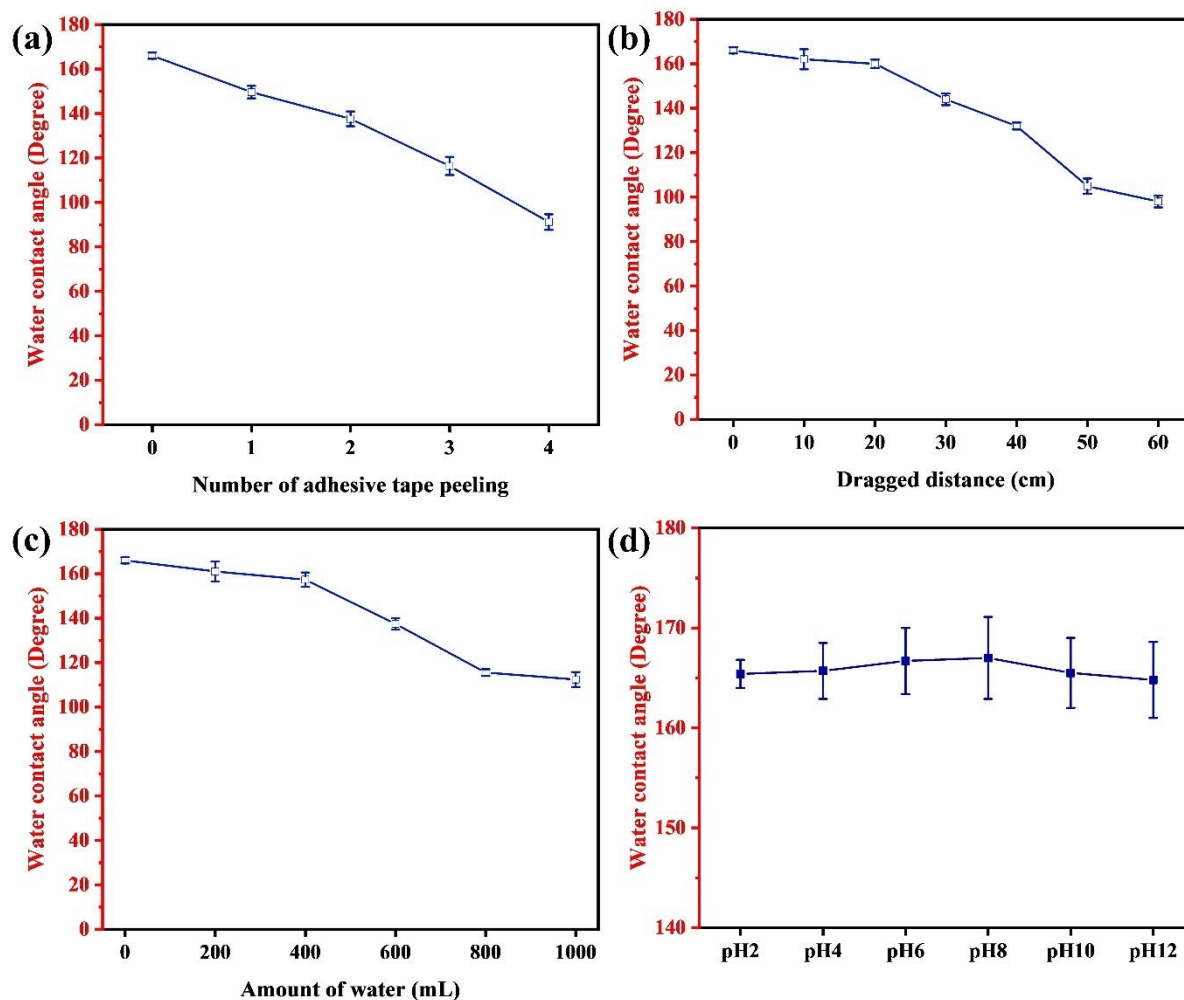 (a)
Water contact angle (Degree)
180
160
140
120
100
80
60
40
20
0
0 1 2 3 4
Number of adhesive tape peeling
(b)
Water contact angle (Degree)
180
160
140
120
100
80
60
40
20
0
0 10 20 30 40 50 60
Dragged distance (cm)
(c)
Water contact angle (Degree)
180
160
140
120
100
80
60
40
20
0
0 200 400 600 800 1000
Amount of water (mL)
(d)
Water contact angle (Degree)
180
170
160
150
140
pH2 pH4 pH6 pH8 pH10 pH12